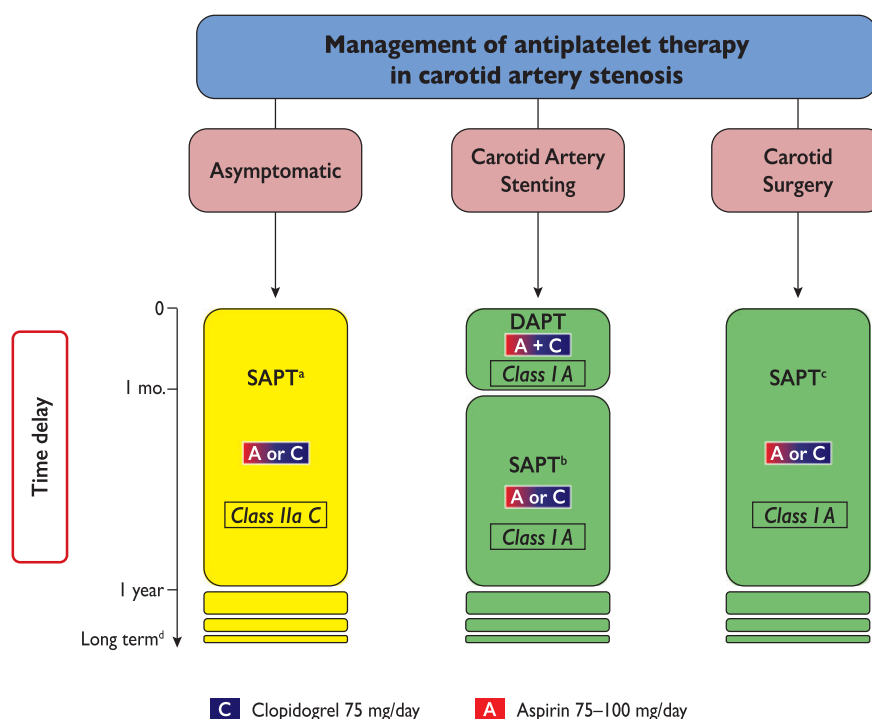 Management of antiplatelet therapy
in carotid artery stenosis
Asymptomatic
Carotid Artery
Stenting
Carotid
Surgery
Time delay
0
1 mo.
1 year
Long termᵈ
SAPTᵃ
A or C
Class IIa C
DAPT
A + C
Class I A
SAPTᵇ
A or C
Class I A
SAPTᶜ
A or C
Class I A
C Clopidogrel 75 mg/day
A Aspirin 75–100 mg/day